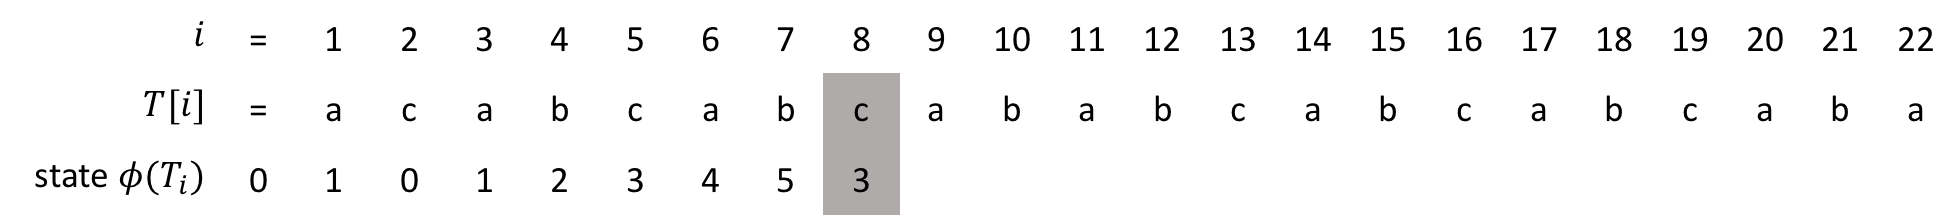 i = 1 2 3 4 5 6 7 8 9 10 11 12 13 14 15 16 17 18 19 20 21 22
T[i] = a c a b c a b c a b a b c a b c a b c a b a
state ϕ(Tᵢ) 0 1 0 1 2 3 4 5 3